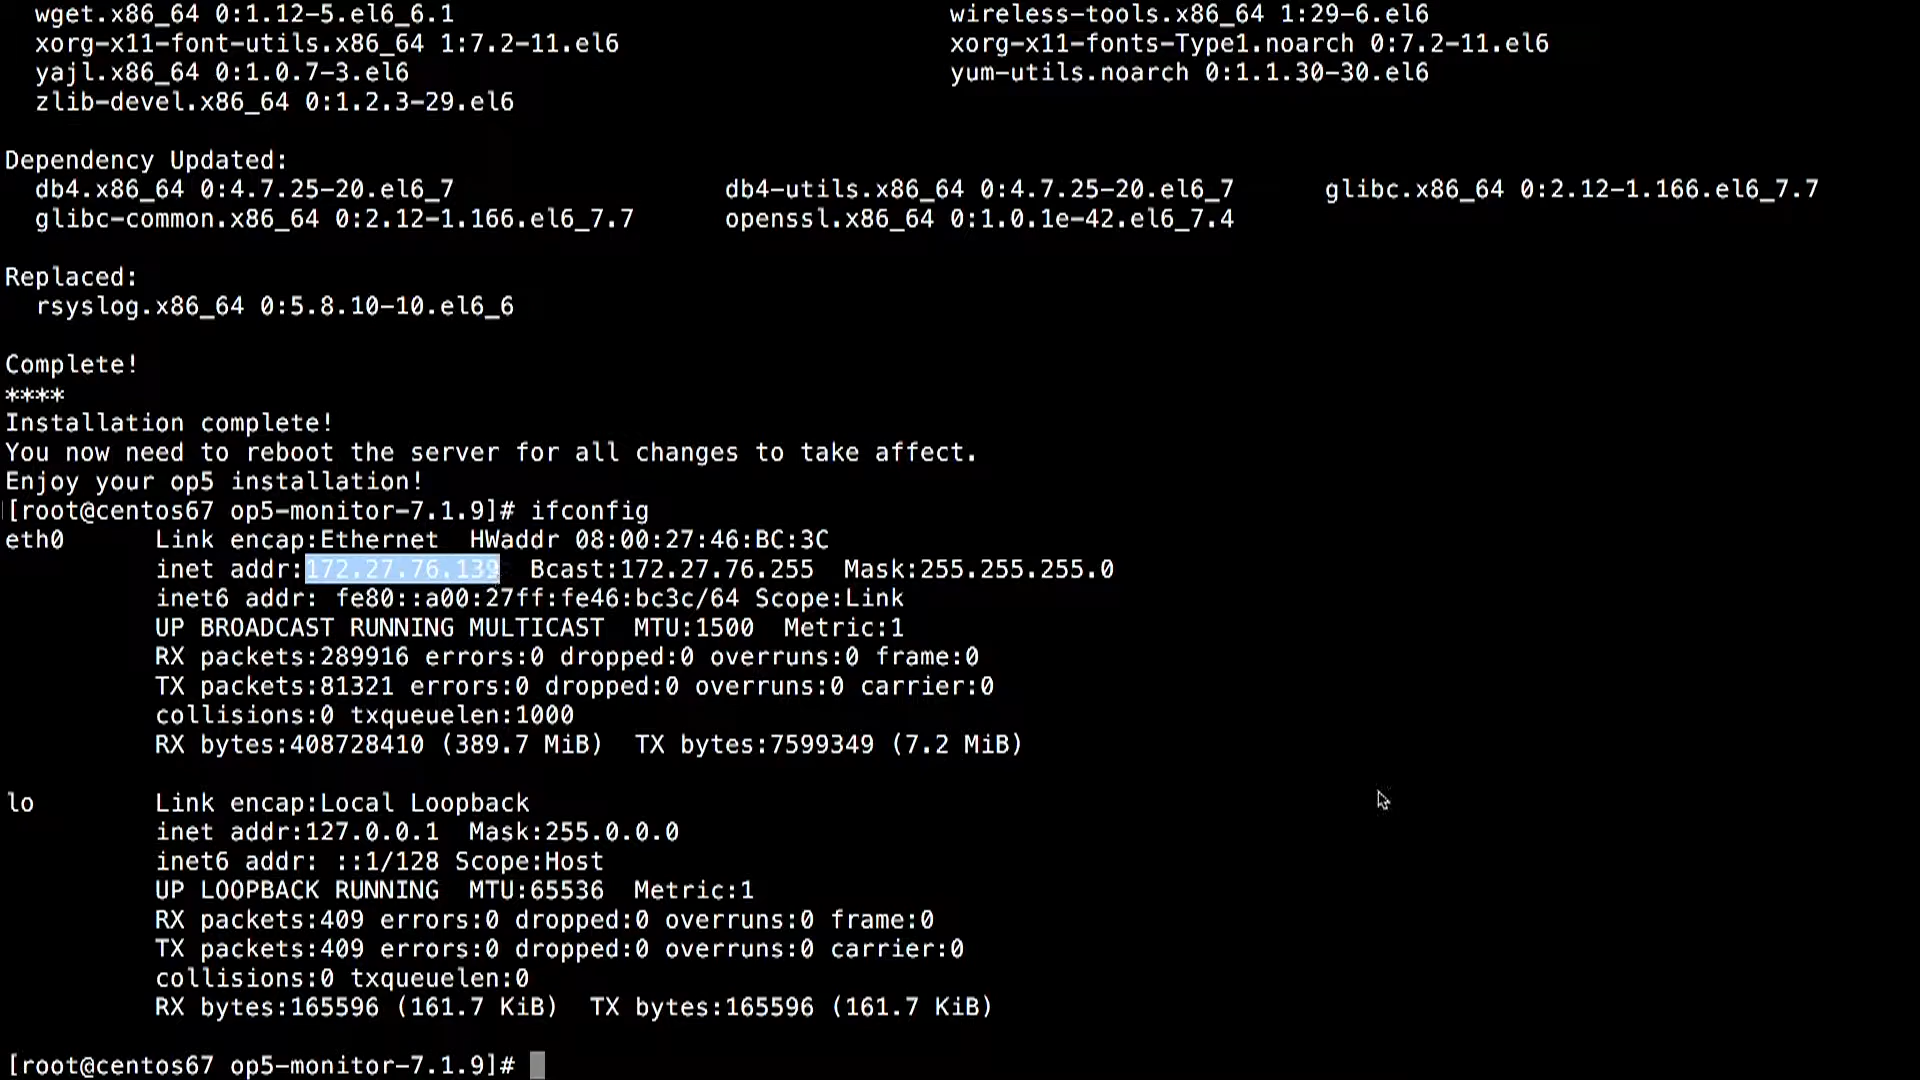 wget.x86_64 0:1.12-5.el6_6.1 wireless-tools.x86_64 1:29-6.el6
xorg-x11-font-utils.x86_64 1:7.2-11.el6 xorg-x11-fonts-Type1.noarch 0:7.2-11.el6
yajl.x86_64 0:1.0.7-3.el6 yum-utils.noarch 0:1.1.30-30.el6
zlib-devel.x86_64 0:1.2.3-29.el6
Dependency Updated:
db4.x86_64 0:4.7.25-20.el6_7 db4-utils.x86_64 0:4.7.25-20.el6_7 glibc.x86_64 0:2.12-1.166.el6_7.7
glibc-common.x86_64 0:2.12-1.166.el6_7.7 openssl.x86_64 0:1.0.1e-42.el6_7.4
Replaced:
rsyslog.x86_64 0:5.8.10-10.el6_6
Complete!
****
Installation complete!
You now need to reboot the server for all changes to take affect.
Enjoy your op5 installation!
[root@centos67 op5-monitor-7.1.9]# ifconfig
eth0 Link encap:Ethernet HWaddr 08:00:27:46:BC:3C
inet addr:172.27.76.139 Bcast:172.27.76.255 Mask:255.255.255.0
inet6 addr: fe80::a00:27ff:fe46:bc3c/64 Scope:Link
UP BROADCAST RUNNING MULTICAST MTU:1500 Metric:1
RX packets:289916 errors:0 dropped:0 overruns:0 frame:0
TX packets:81321 errors:0 dropped:0 overruns:0 carrier:0
collisions:0 txqueuelen:1000
RX bytes:408728410 (389.7 MiB) TX bytes:7599349 (7.2 MiB)
lo Link encap:Local Loopback
inet addr:127.0.0.1 Mask:255.0.0.0
inet6 addr: ::1/128 Scope:Host
UP LOOPBACK RUNNING MTU:65536 Metric:1
RX packets:409 errors:0 dropped:0 overruns:0 frame:0
TX packets:409 errors:0 dropped:0 overruns:0 carrier:0
collisions:0 txqueuelen:0
RX bytes:165596 (161.7 KiB) TX bytes:165596 (161.7 KiB)
[root@centos67 op5-monitor-7.1.9]#